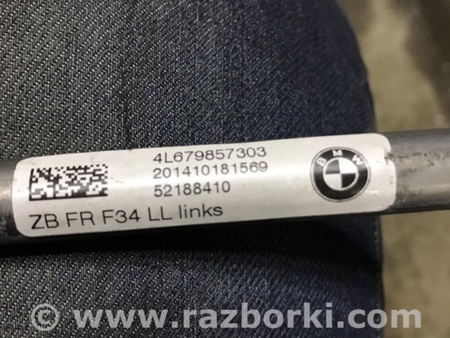 4L679857303
201410181569
52188410
ZB FR F34 LL links
BMW
© www.razborki.com